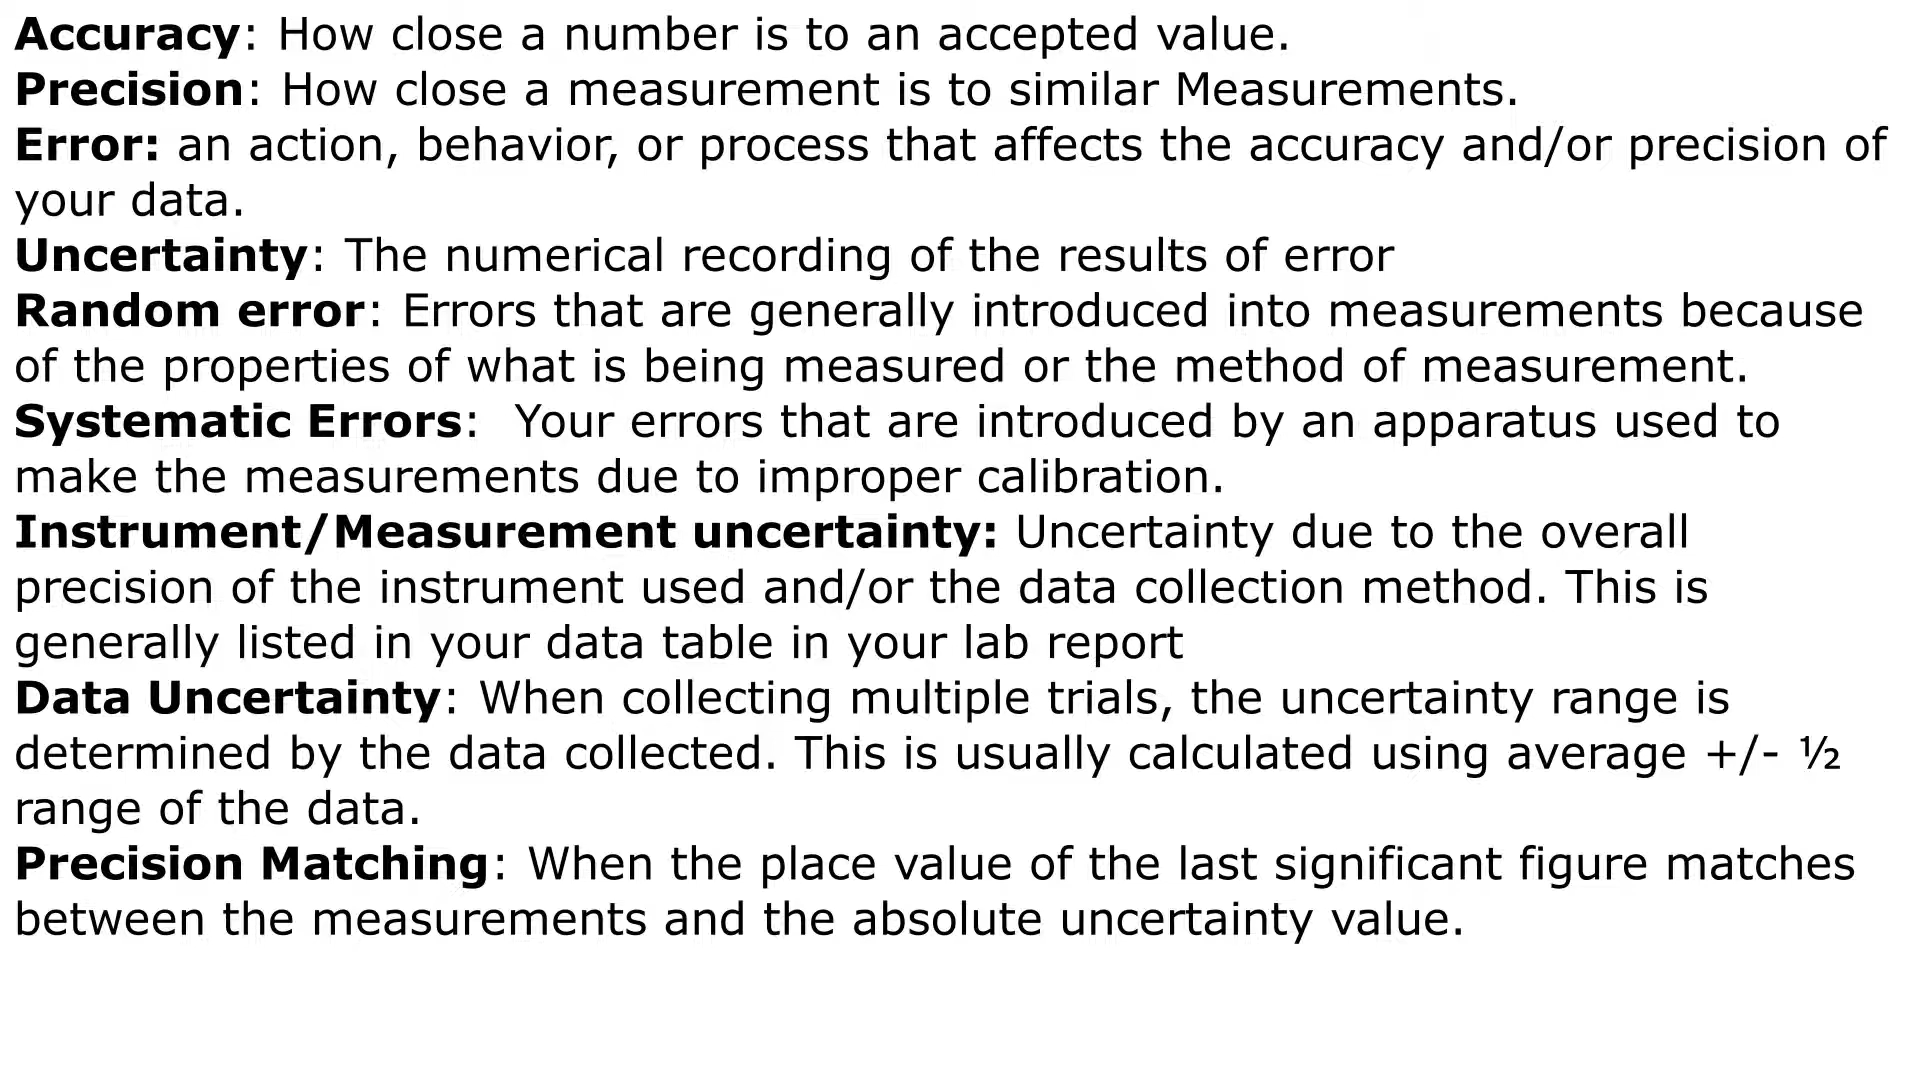 Accuracy: How close a number is to an accepted value.
Precision: How close a measurement is to similar Measurements.
Error: an action, behavior, or process that affects the accuracy and/or precision of
your data.
Uncertainty: The numerical recording of the results of error
Random error: Errors that are generally introduced into measurements because
of the properties of what is being measured or the method of measurement.
Systematic Errors:  Your errors that are introduced by an apparatus used to
make the measurements due to improper calibration.
Instrument/Measurement uncertainty: Uncertainty due to the overall
precision of the instrument used and/or the data collection method. This is
generally listed in your data table in your lab report
Data Uncertainty: When collecting multiple trials, the uncertainty range is
determined by the data collected. This is usually calculated using average +/- ½
range of the data.
Precision Matching: When the place value of the last significant figure matches
between the measurements and the absolute uncertainty value.